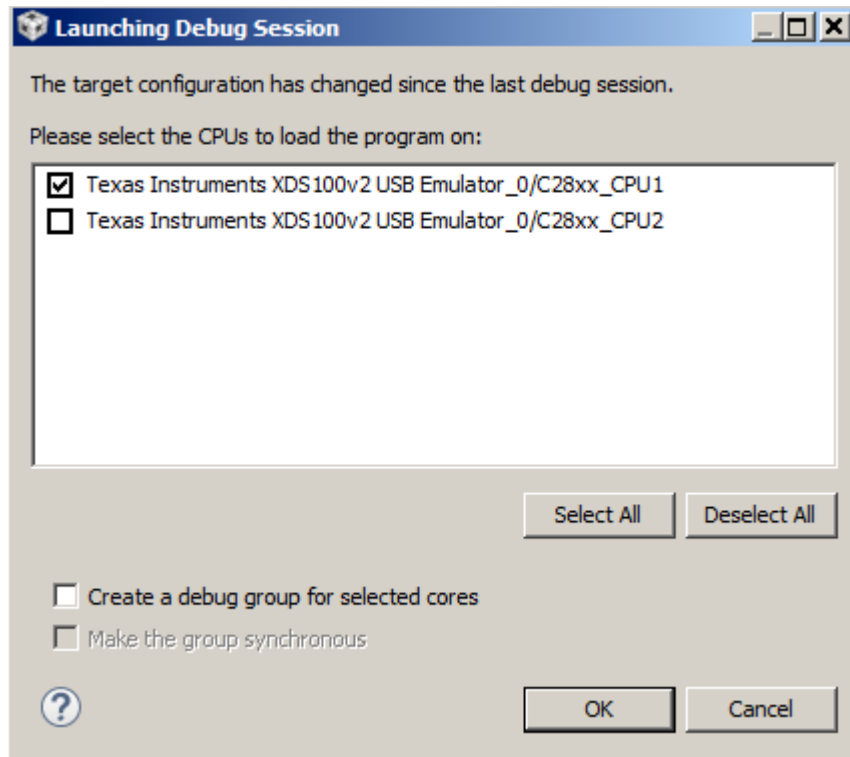 Launching Debug Session
The target configuration has changed since the last debug session.
Please select the CPUs to load the program on:
Texas Instruments XDS100v2 USB Emulator_0/C28xx_CPU1
Texas Instruments XDS100v2 USB Emulator_0/C28xx_CPU2
Select All Deselect All
Create a debug group for selected cores
Make the group synchronous
? OK Cancel